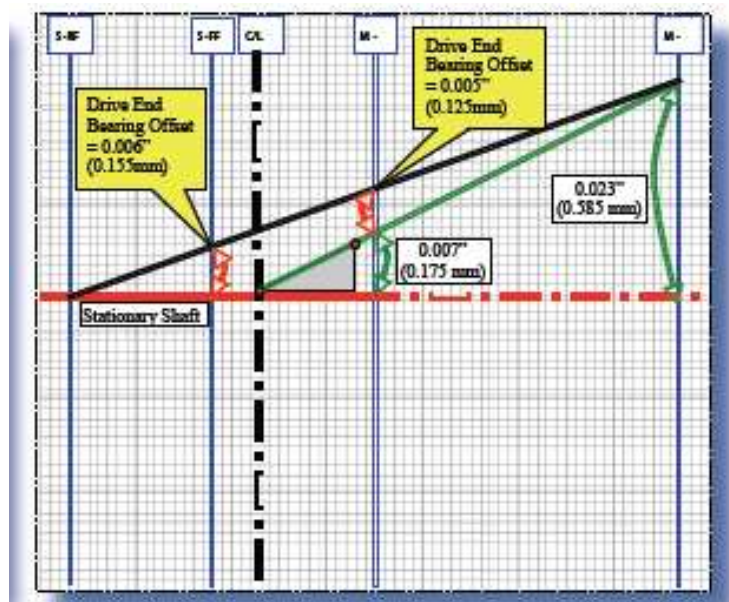 S-NF
S-FF
C/L
M -
M -
Drive End
Bearing Offset
= 0.006"
(0.155mm)
Drive End
Bearing Offset
= 0.005"
(0.125mm)
0.023"
(0.585 mm)
0.007"
(0.175 mm)
Stationary Shaft